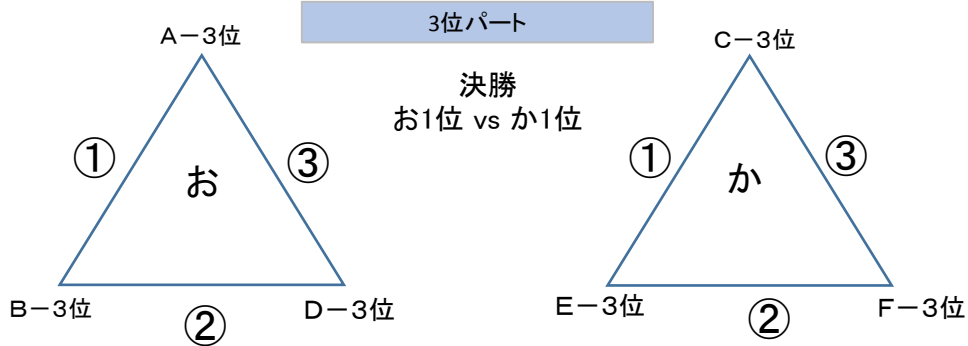 3位パート
A－3位
C－3位
決勝
お1位 vs か1位
①
③
お
①
③
か
B－3位
D－3位
②
E－3位
F－3位
②